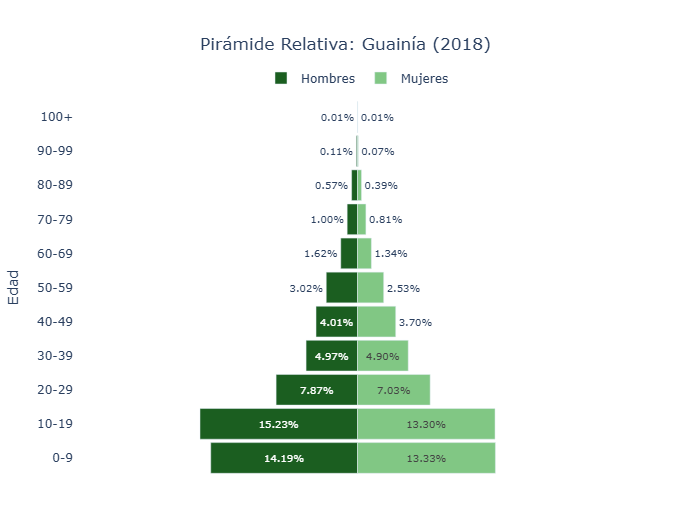 Pirámide Relativa: Guainía (2018)
Hombres Mujeres
100+ 0.01% 0.01%
90-99 0.11% 0.07%
80-89 0.57% 0.39%
70-79 1.00% 0.81%
60-69 1.62% 1.34%
Edad
50-59 3.02% 2.53%
40-49 4.01% 3.70%
30-39 4.97% 4.90%
20-29 7.87% 7.03%
10-19 15.23% 13.30%
0-9 14.19% 13.33%